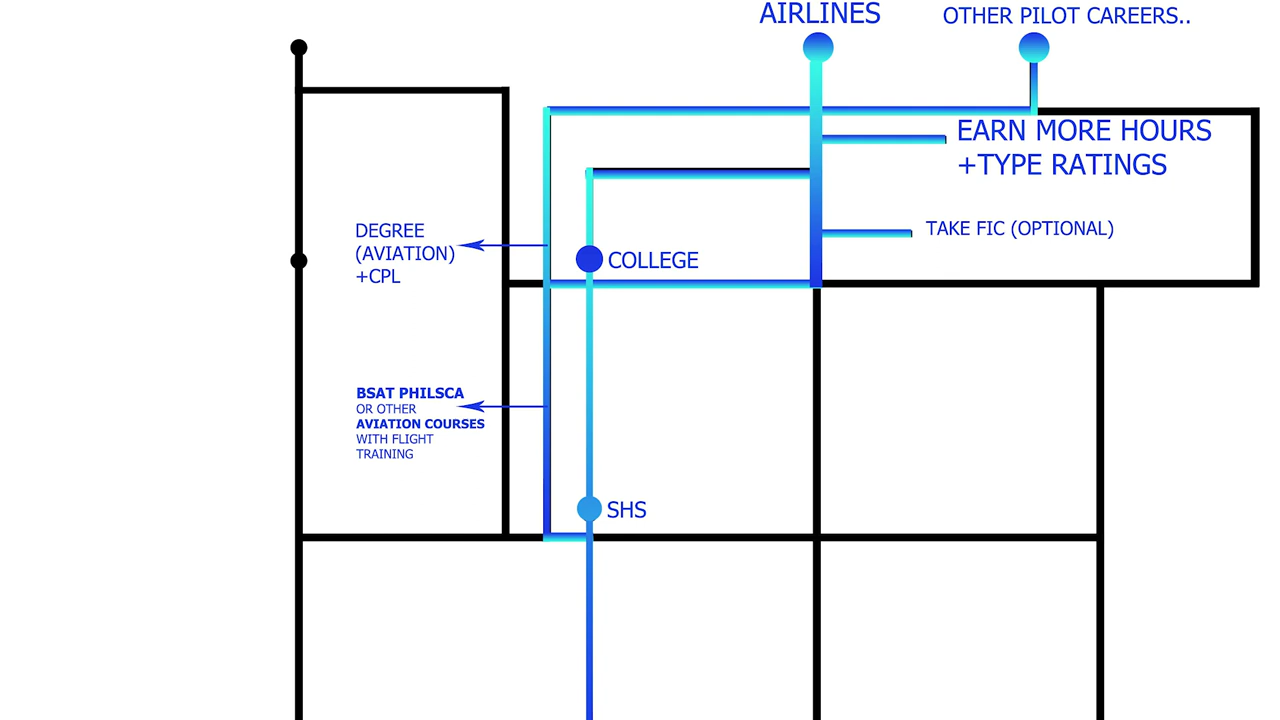 AIRLINES
OTHER PILOT CAREERS..
EARN MORE HOURS
+TYPE RATINGS
TAKE FIC (OPTIONAL)
DEGREE
(AVIATION)
+CPL
COLLEGE
BSAT PHILSCA
OR OTHER
AVIATION COURSES
WITH FLIGHT
TRAINING
SHS